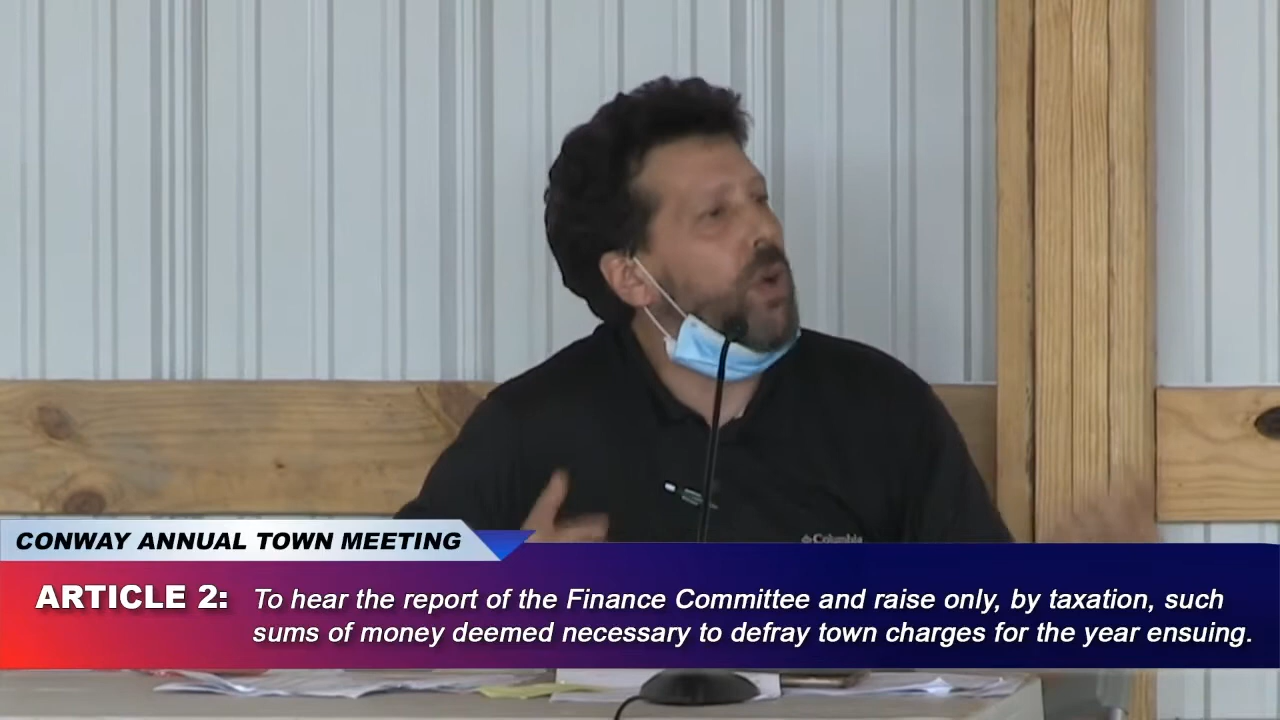 Columbia
CONWAY ANNUAL TOWN MEETING
ARTICLE 2: To hear the report of the Finance Committee and raise only, by taxation, such
sums of money deemed necessary to defray town charges for the year ensuing.